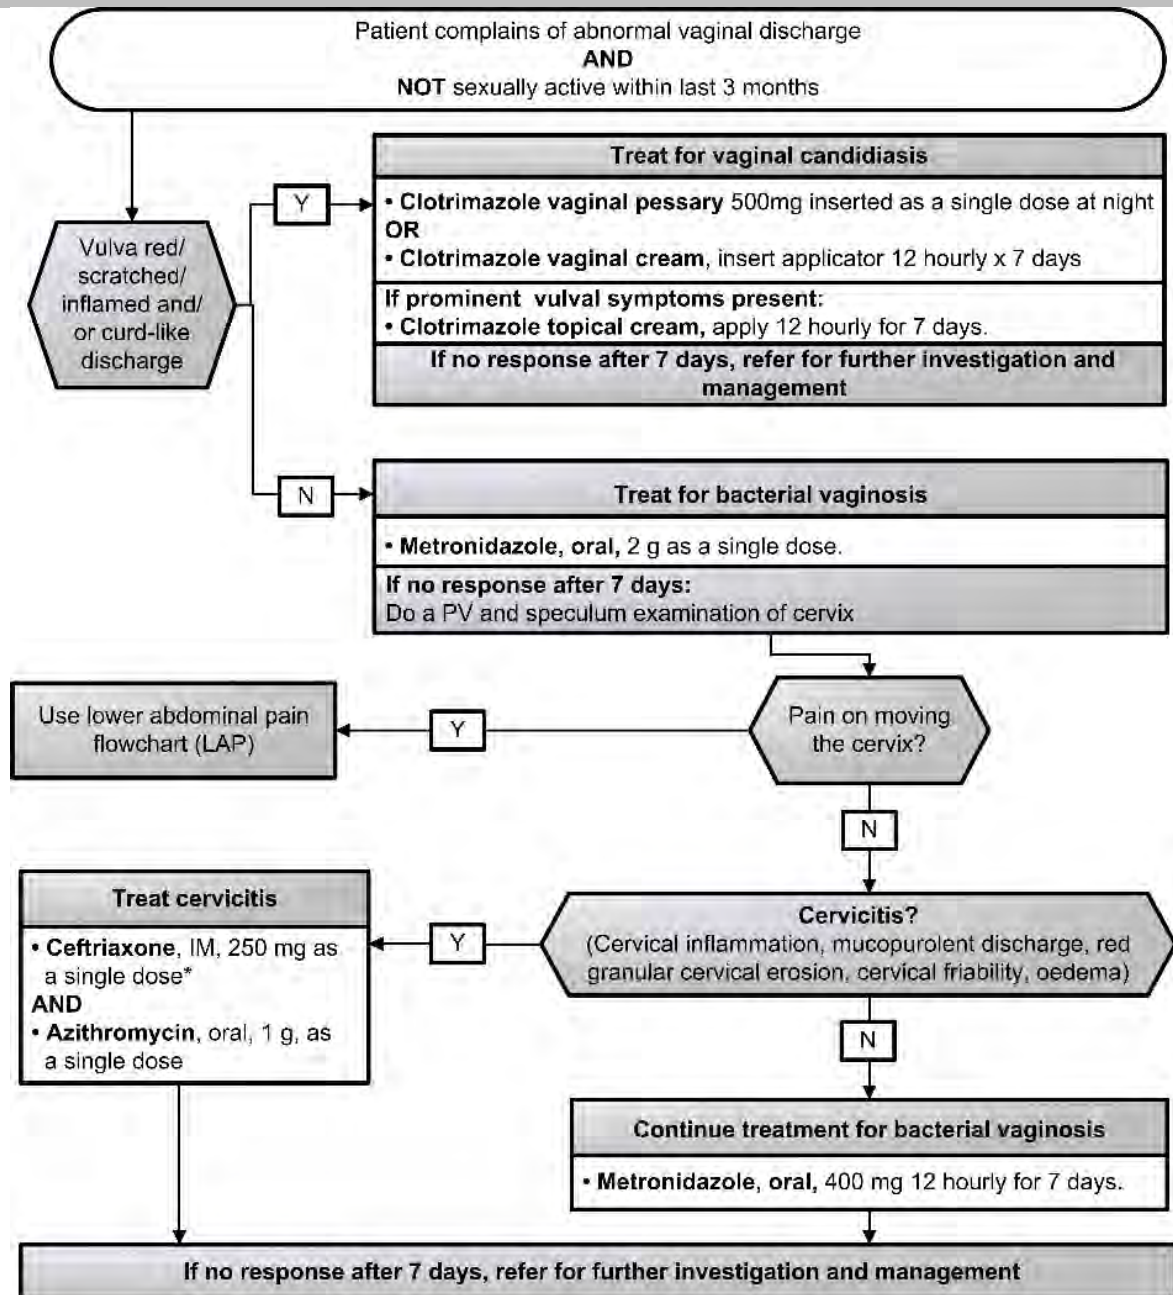 Patient complains of abnormal vaginal discharge
AND
NOT sexually active within last 3 months
Treat for vaginal candidiasis
Y
• Clotrimazole vaginal pessary 500mg inserted as a single dose at night
OR
• Clotrimazole vaginal cream, insert applicator 12 hourly x 7 days
Vulva red/
scratched/
inflamed and/
or curd-like
discharge
If prominent vulval symptoms present:
• Clotrimazole topical cream, apply 12 hourly for 7 days.
If no response after 7 days, refer for further investigation and
management
N
Treat for bacterial vaginosis
• Metronidazole, oral, 2 g as a single dose.
If no response after 7 days:
Do a PV and speculum examination of cervix
Pain on moving
the cervix?
Y
Use lower abdominal pain
flowchart (LAP)
N
Cervicitis?
(Cervical inflammation, mucopurolent discharge, red
granular cervical erosion, cervical friability, oedema)
Y
Treat cervicitis
• Ceftriaxone, IM, 250 mg as
a single dose*
AND
• Azithromycin, oral, 1 g, as
a single dose
N
Continue treatment for bacterial vaginosis
• Metronidazole, oral, 400 mg 12 hourly for 7 days.
If no response after 7 days, refer for further investigation and management